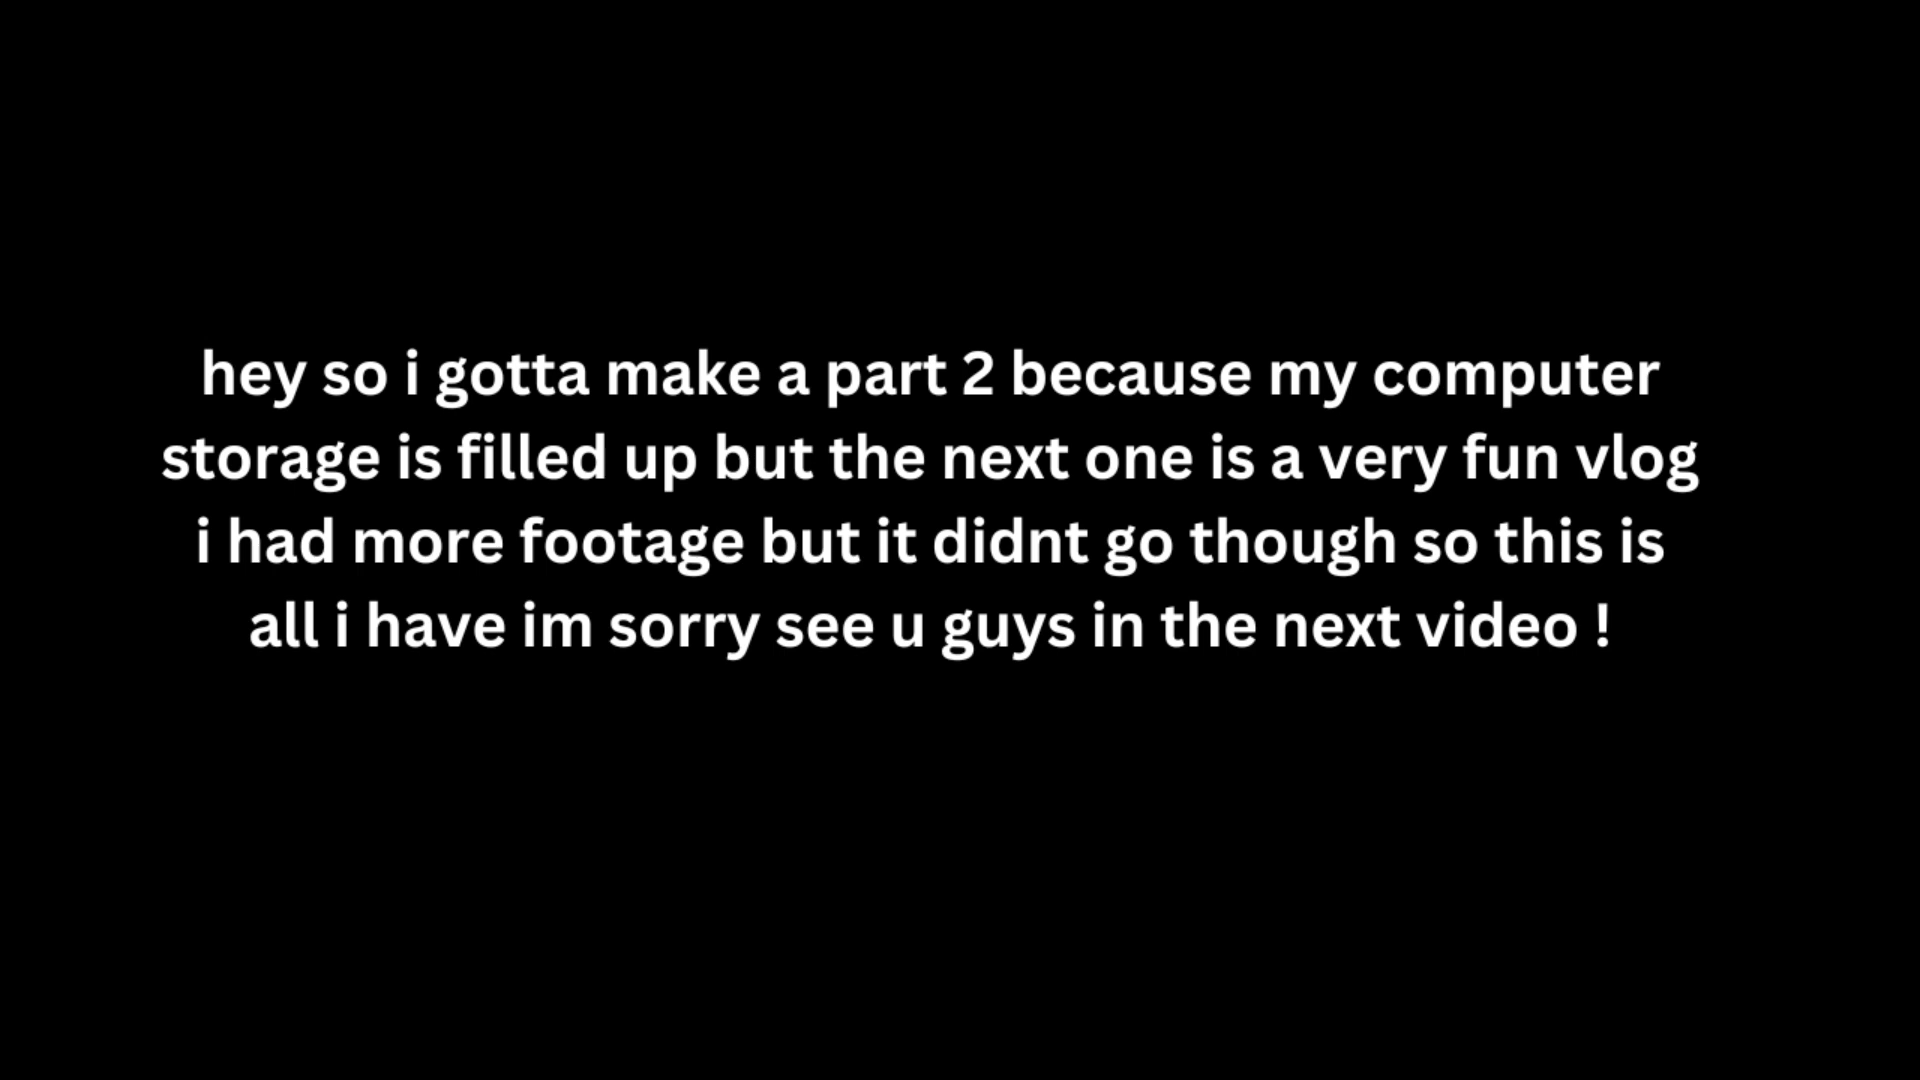 hey so i gotta make a part 2 because my computer
storage is filled up but the next one is a very fun vlog
i had more footage but it didnt go though so this is
all i have im sorry see u guys in the next video !